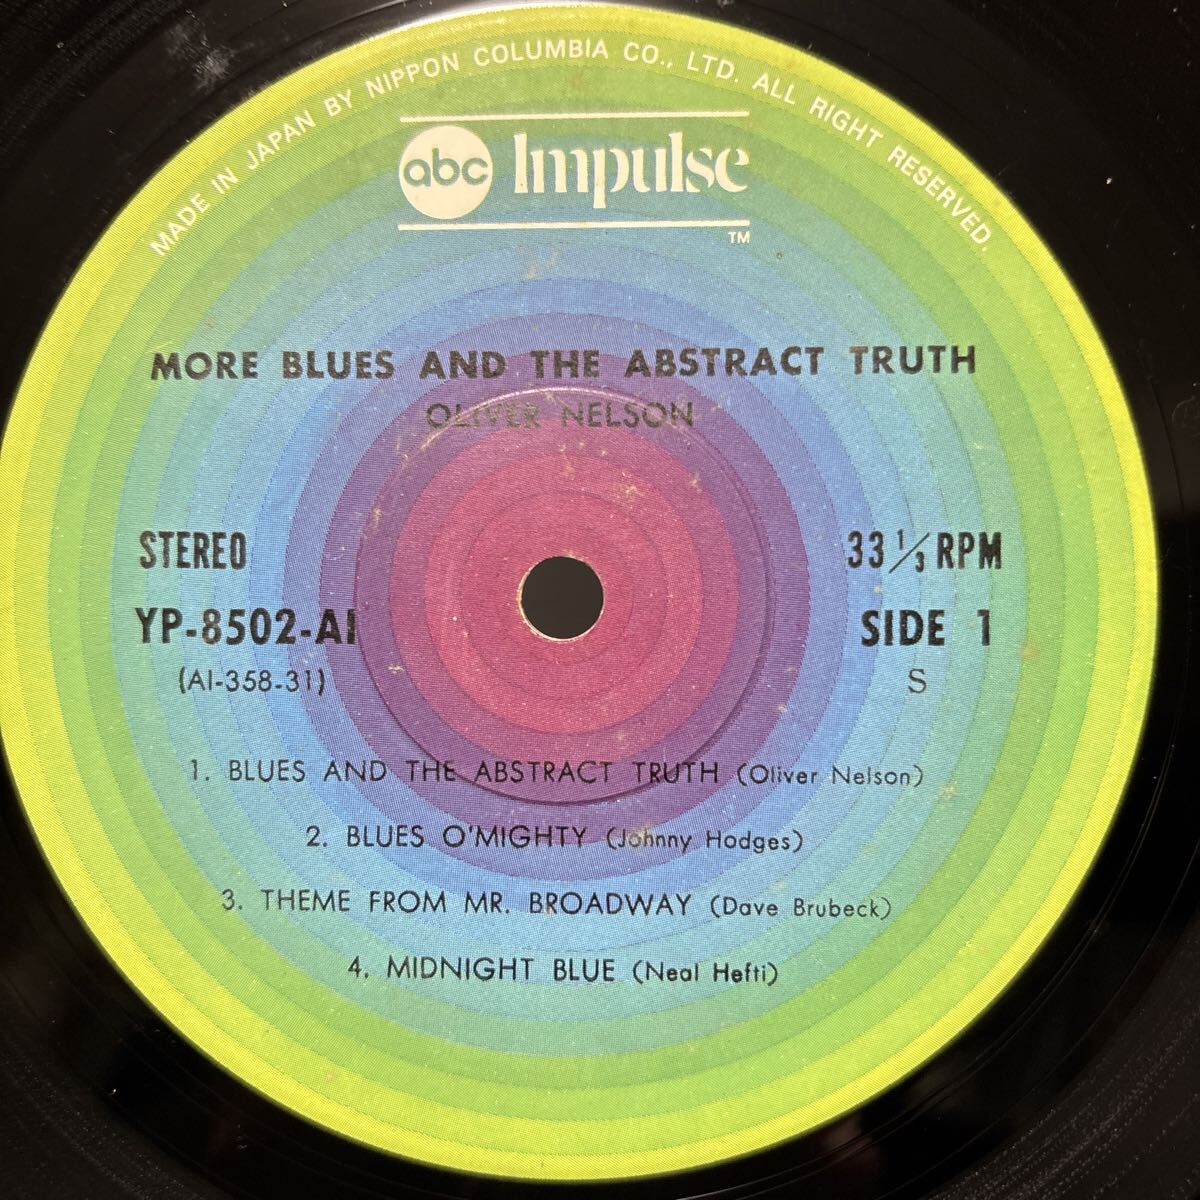 MADE IN JAPAN BY NIPPON COLUMBIA CO., LTD. ALL RIGHT RESERVED.
abc Impulse
TM
MORE BLUES AND THE ABSTRACT TRUTH
OLIVER NELSON
STEREO
33 1/3 RPM
YP-8502-AI
SIDE 1
(AI-358-31)
S
1. BLUES AND THE ABSTRACT TRUTH (Oliver Nelson)
2. BLUES O'MIGHTY (Johnny Hodges)
3. THEME FROM MR. BROADWAY (Dave Brubeck)
4. MIDNIGHT BLUE (Neal Hefti)